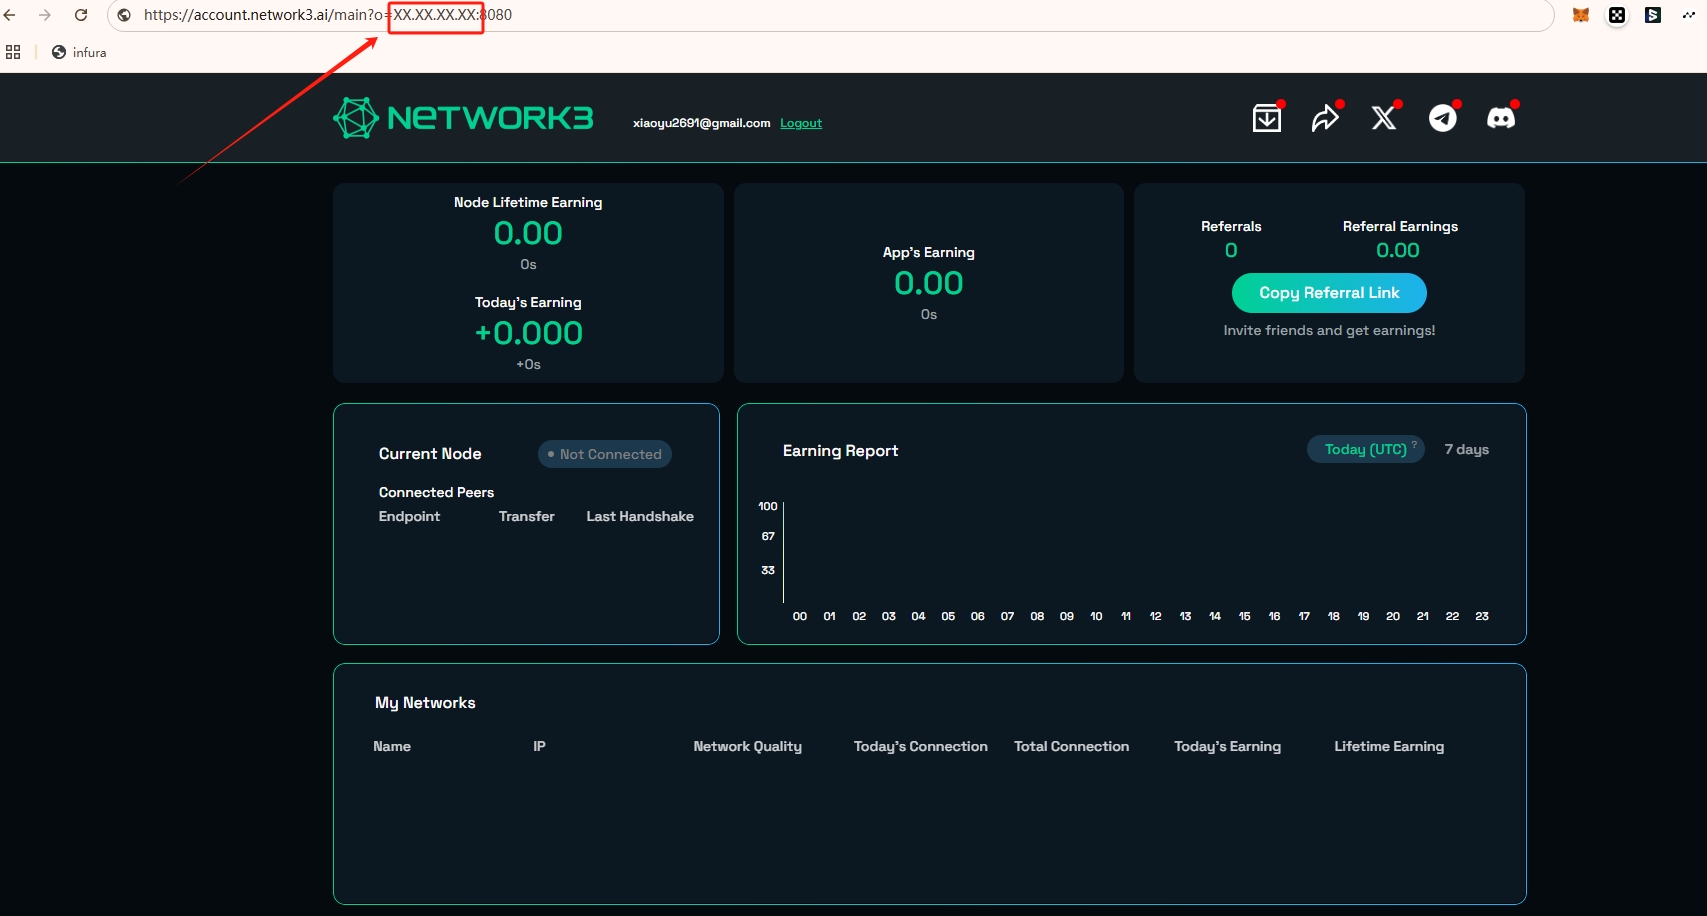 https://account.network3.ai/main?o=XX.XX.XX.XX:8080
infura
NETWORK3
xiaoyu2691@gmail.com Logout
Node Lifetime Earning
0.00
0s
Today's Earning
+0.000
+0s
App's Earning
0.00
0s
Referrals Referral Earnings
0 0.00
Copy Referral Link
Invite friends and get earnings!
Current Node Not Connected
Connected Peers
Endpoint Transfer Last Handshake
Earning Report Today (UTC) ? 7 days
100
67
33
00 01 02 03 04 05 06 07 08 09 10 11 12 13 14 15 16 17 18 19 20 21 22 23
My Networks
Name IP Network Quality Today's Connection Total Connection Today's Earning Lifetime Earning